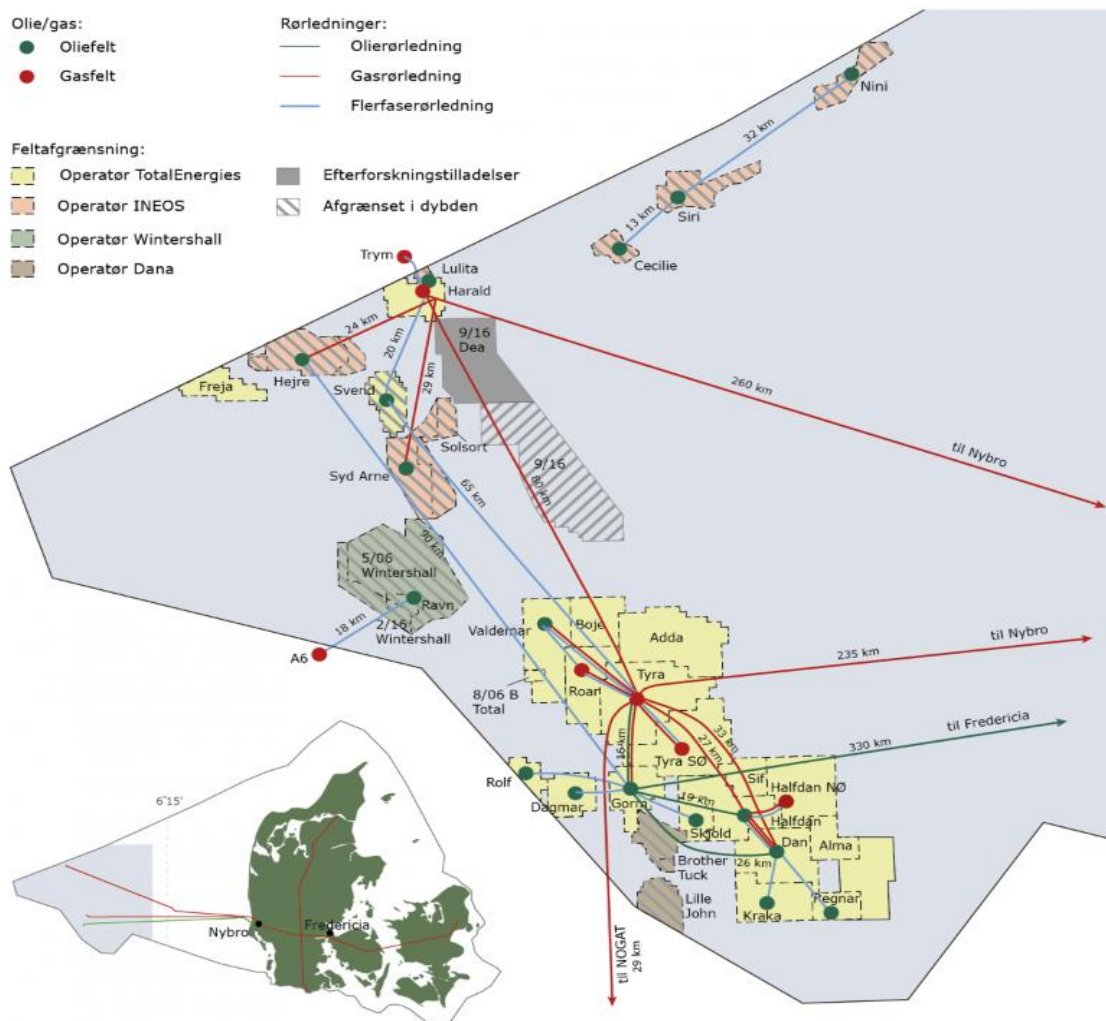 Olie/gas:
Oliefelt
Gasfelt
Rørledninger:
Olierørledning
Gasrørledning
Flerfaserørledning
Feltafgrænsning:
Operatør TotalEnergies
Operatør INEOS
Operatør Wintershall
Operatør Dana
Efterforskningstilladelser
Afgrænset i dybden
Nini
32 km
Siri
13 km
Cecilie
Trym
Lulita
Harald
24 km
20 km
29 km
9/16
Dea
Hejre
Freja
Svend
Solsort
260 km
til Nybro
Syd Arne
9/16
80 km
65 km
90 km
5/06
Wintershall
Ravn
2/16
Wintershall
18 km
A6
Valdemar
Boje
Adda
Tyra
Roar
8/06 B
Total
til Nybro
235 km
til Fredericia
330 km
16 km
27 km
33 km
Tyra SØ
Rolf
Dagmar
Gorm
19 km
Sif
Halfdan NØ
Halfdan
Skjold
Dan
Alma
26 km
Brother
Tuck
Lille
John
Kraka
Regnar
til NOGAT
29 km
6°15'
Nybro
Fredericia